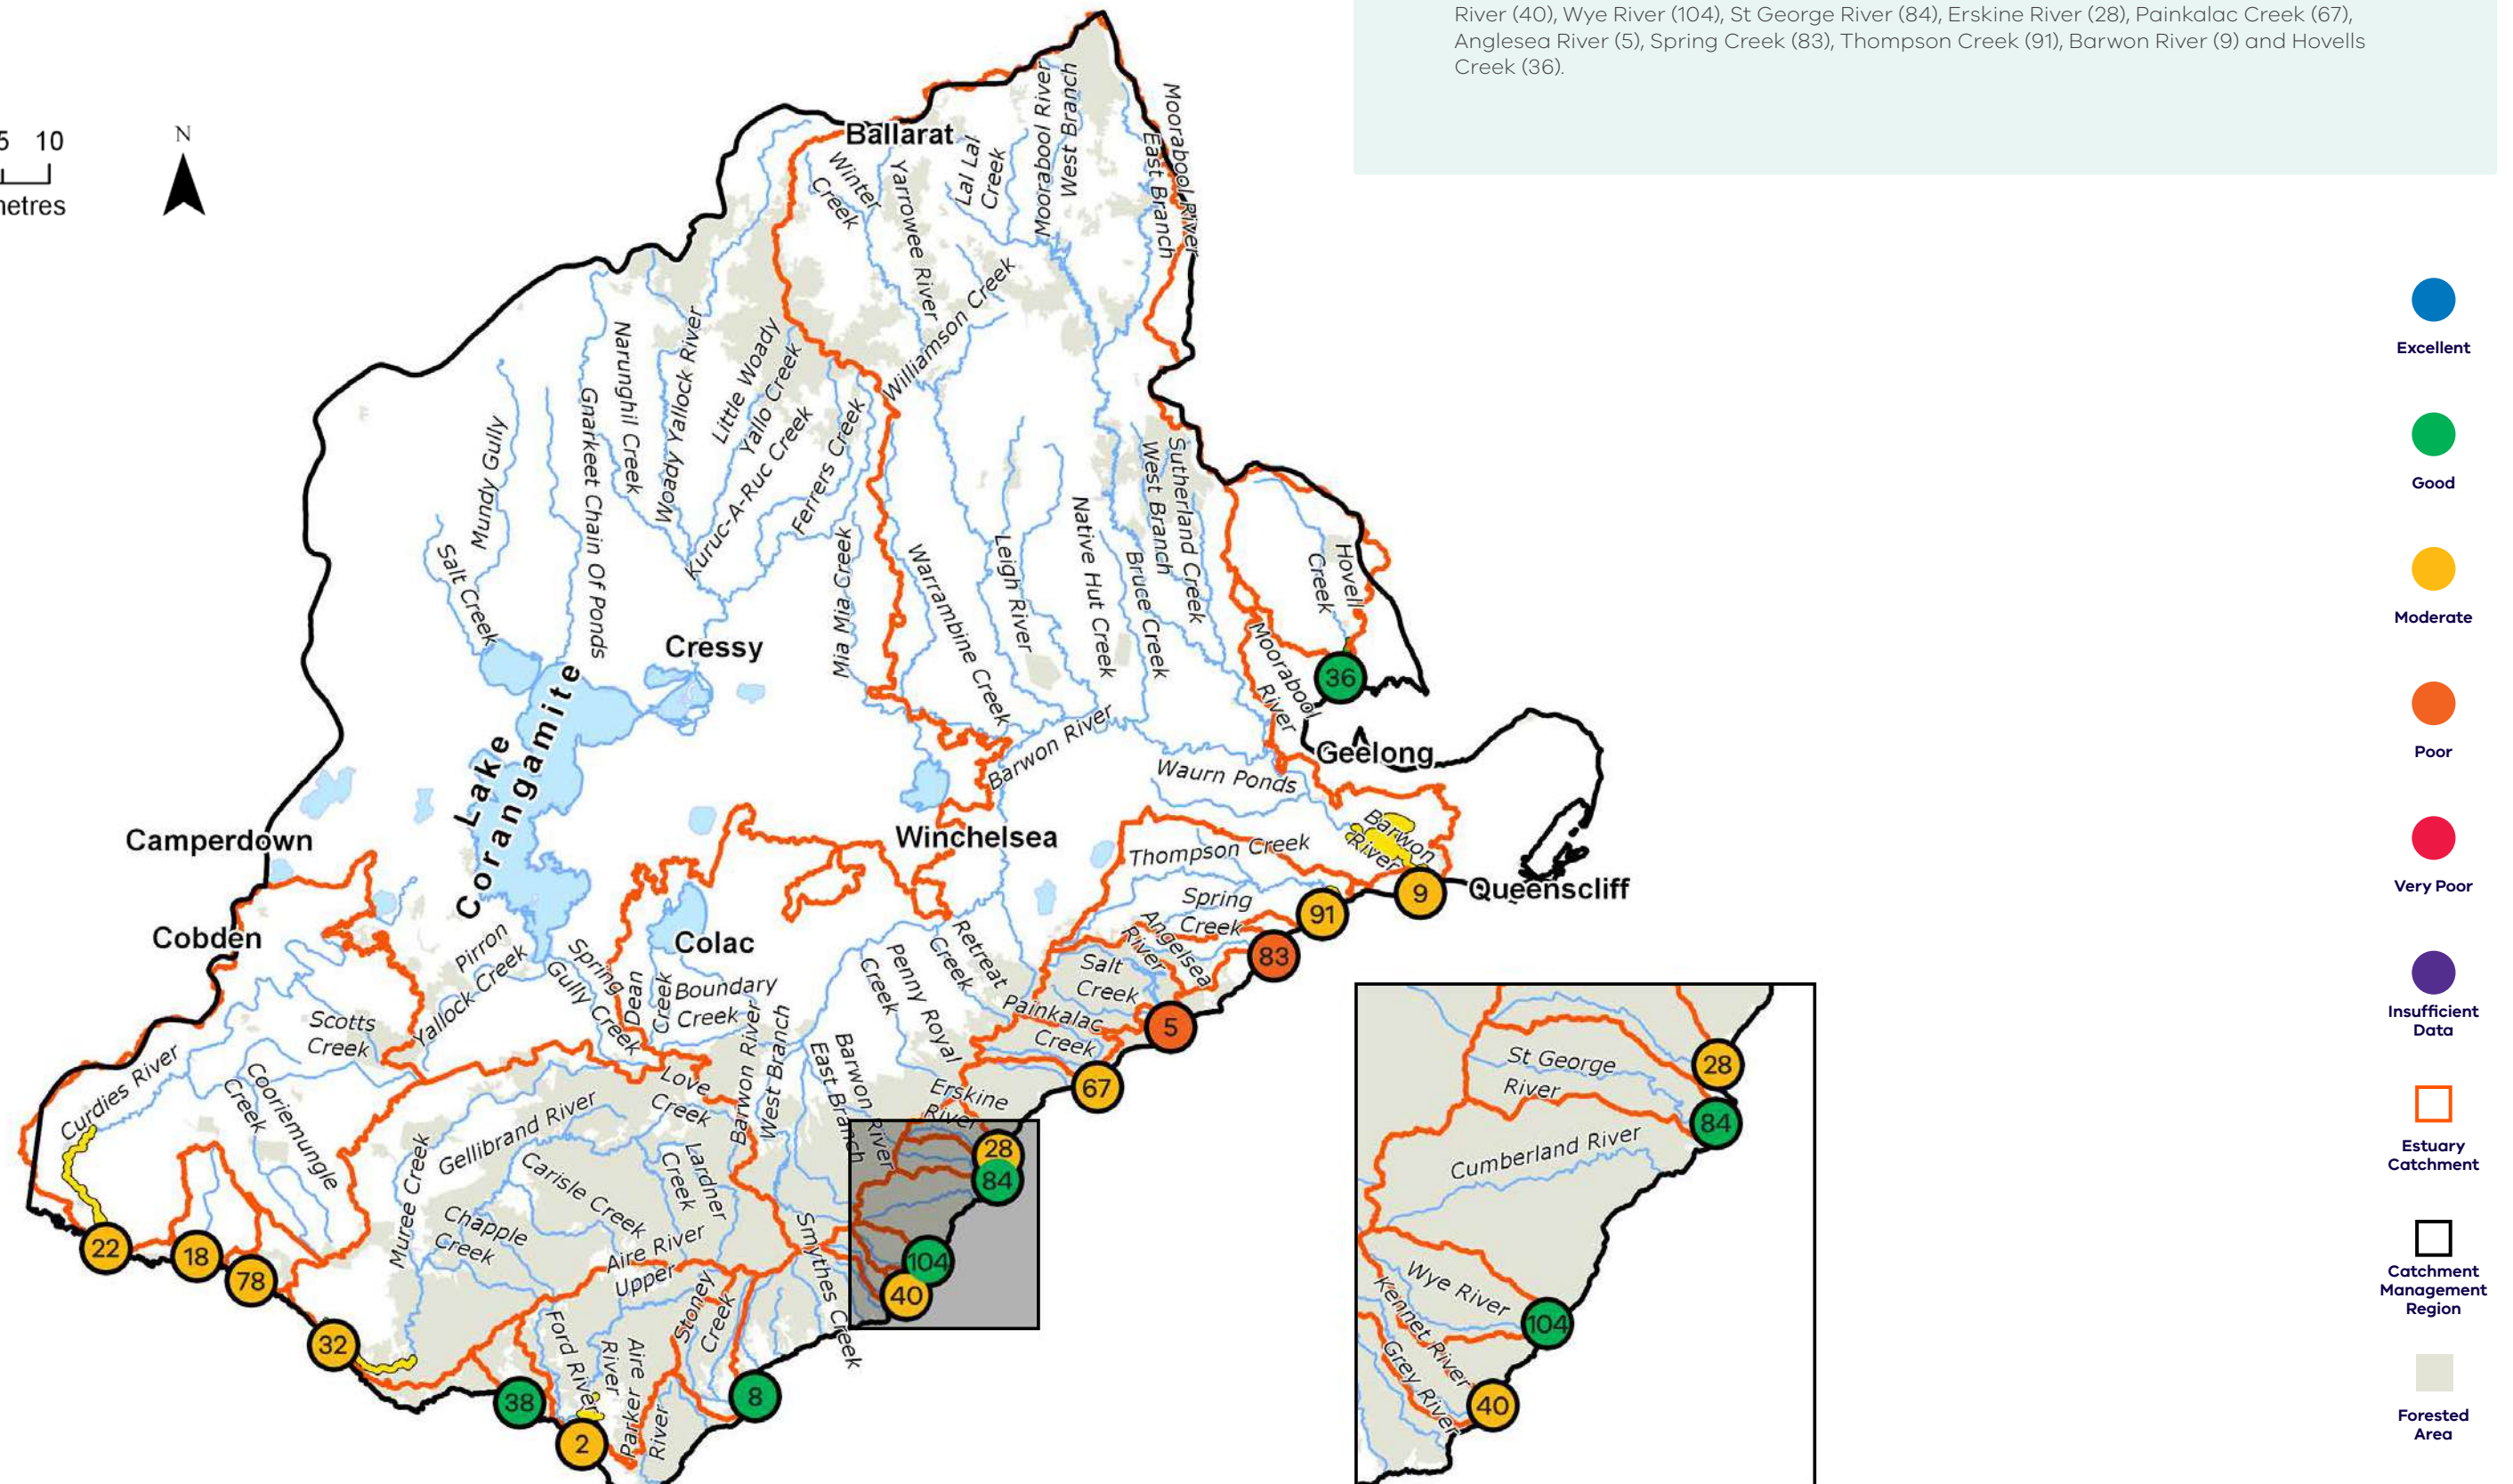 River (40), Wye River (104), St George River (84), Erskine River (28), Painkalac Creek (67),
Anglesea River (5), Spring Creek (83), Thompson Creek (91), Barwon River (9) and Hovells
Creek (36).
5 10
metres
N
Ballarat
Winter
Creek
Yarrowee River
Lal Lal
Creek
Moorabool River
West Branch
Moorabool River
East Branch
Williamson Creek
Narunghil Creek
Gnarkeet Chain Of Ponds
Woady Yallock River
Little Woady
Yallo Creek
Kuruc-A-Ruc Creek
Ferrers Creek
Mundy Gully
Salt Creek
Mia Mia Creek
Warrambine Creek
Leigh River
Native Hut Creek
Bruce Creek
Sutherland Creek
West Branch
Hovell
Creek
36
Moorabool
River
Cressy
Lake
Corangamite
Barwon River
Geelong
Waurn Ponds
Camperdown
Winchelsea
Barwon
River
Thompson Creek
Queenscliff
9
91
Spring
Creek
83
Cobden
Colac
Pirron
Yallock Creek
Spring
Gully Creek
Dean
Creek
Boundary
Creek
Retreat
Creek
Penny Royal
Creek
Angelsea
River
Salt
Creek
Painkalac
Creek
5
67
Scotts
Creek
Curdies River
Cooriemungle
Creek
Love
Creek
Barwon River
West Branch
Barwon River
East Branch
Erskine
River
Gellibrand River
Muree Creek
Carisle Creek
Lardner
Creek
Chapple
Creek
Aire River
Upper
Stoney
Creek
Smythes Creek
28
84
104
40
22
18
78
32
38
2
8
Ford River
Aire
River
Parker
River
St George
River
28
84
Cumberland River
Wye River
104
Kennet River
Grey River
40
Excellent
Good
Moderate
Poor
Very Poor
Insufficient
Data
Estuary
Catchment
Catchment
Management
Region
Forested
Area